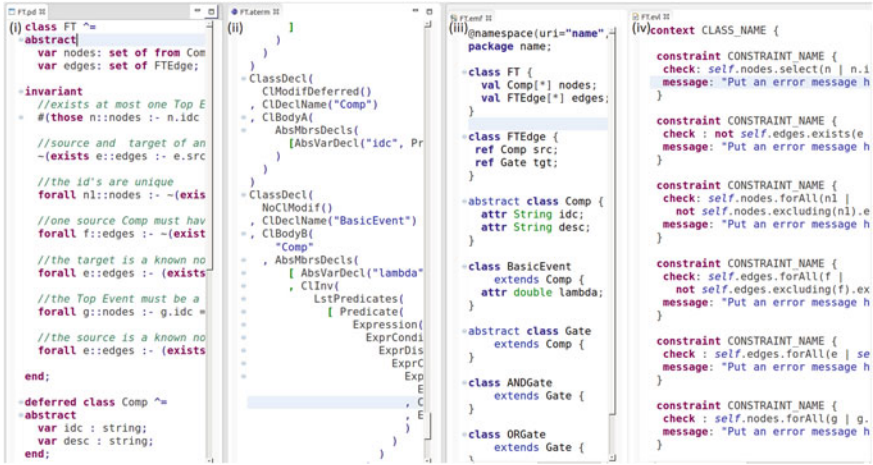 FT.pd
(i) class FT ^=
abstract
var nodes: set of from Com
var edges: set of FTEdge;
invariant
//exists at most one Top E
#(those n::nodes :- n.idc
//source and target of an
~(exists e::edges :- e.src
//the id's are unique
forall n1::nodes :- ~(exis
//one source Comp must hav
forall f::edges :- ~(exist
//the target is a known no
forall e::edges :- (exists
//the Top Event must be a
forall g::nodes :- g.idc =
//the source is a known no
forall e::edges :- (exists
end;
deferred class Comp ^=
abstract
var idc : string;
var desc : string;
end;
FT.aterm
(ii)
]
)
)
)
ClassDecl(
ClModifDeferred()
, ClDeclName("Comp")
, ClBodyA(
AbsMbrsDecls(
[AbsVarDecl("idc", Pr
)
)
)
ClassDecl(
NoClModif()
, ClDeclName("BasicEvent")
, ClBodyB(
"Comp"
, AbsMbrsDecls(
[ AbsVarDecl("lambda"
, ClInv(
LstPredicates(
[ Predicate(
Expression(
ExprCondi
ExprDis
ExprC
Exp
E
, C
, E
)
)
)
FT.emf
(iii)
@namespace(uri="name",
package name;
class FT {
val Comp[*] nodes;
val FTEdge[*] edges;
}
class FTEdge {
ref Comp src;
ref Gate tgt;
}
abstract class Comp {
attr String idc;
attr String desc;
}
class BasicEvent
extends Comp {
attr double lambda;
}
abstract class Gate
extends Comp {
}
class ANDGate
extends Gate {
}
class ORGate
extends Gate {
FT.evl
(iv) context CLASS_NAME {
constraint CONSTRAINT_NAME {
check: self.nodes.select(n | n.i
message: "Put an error message h
}
constraint CONSTRAINT_NAME {
check : not self.edges.exists(e
message: "Put an error message h
}
constraint CONSTRAINT_NAME {
check: self.nodes.forAll(n1 |
not self.nodes.excluding(n1).e
message: "Put an error message h
}
constraint CONSTRAINT_NAME {
check: self.edges.forAll(f |
not self.edges.excluding(f).ex
message: "Put an error message h
}
constraint CONSTRAINT_NAME {
check : self.edges.forAll(e | se
message: "Put an error message h
}
constraint CONSTRAINT_NAME {
check : self.nodes.forAll(g | g.
message: "Put an error message h
}